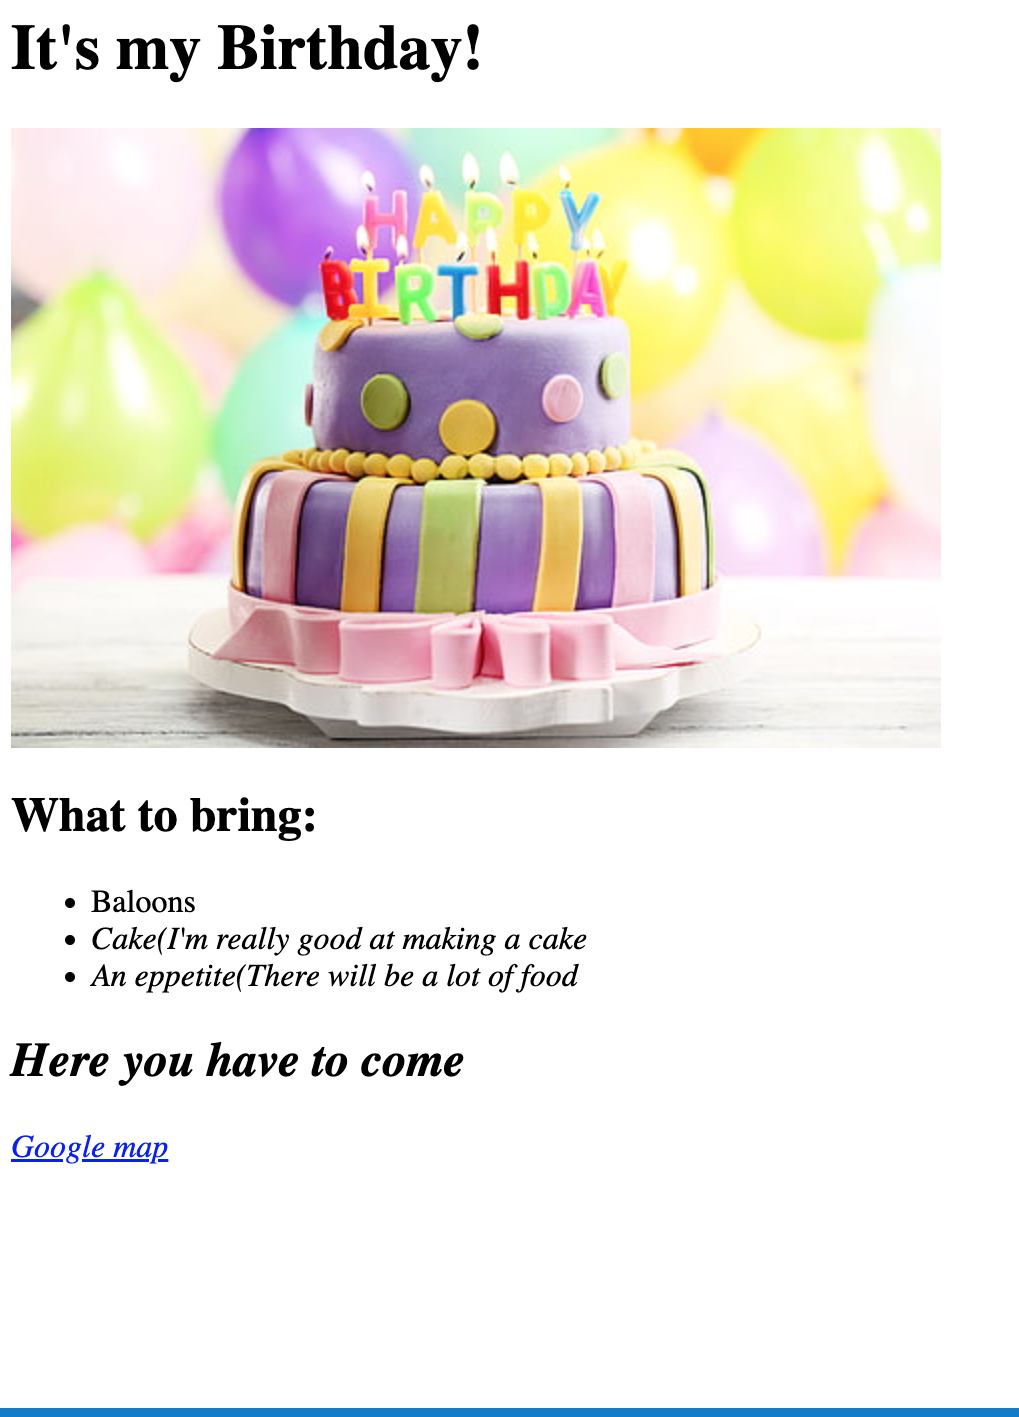 It's my Birthday!
HAPPY
BIRTHDAY
What to bring:
Baloons
Cake(I'm really good at making a cake
An eppetite(There will be a lot of food
Here you have to come
Google map